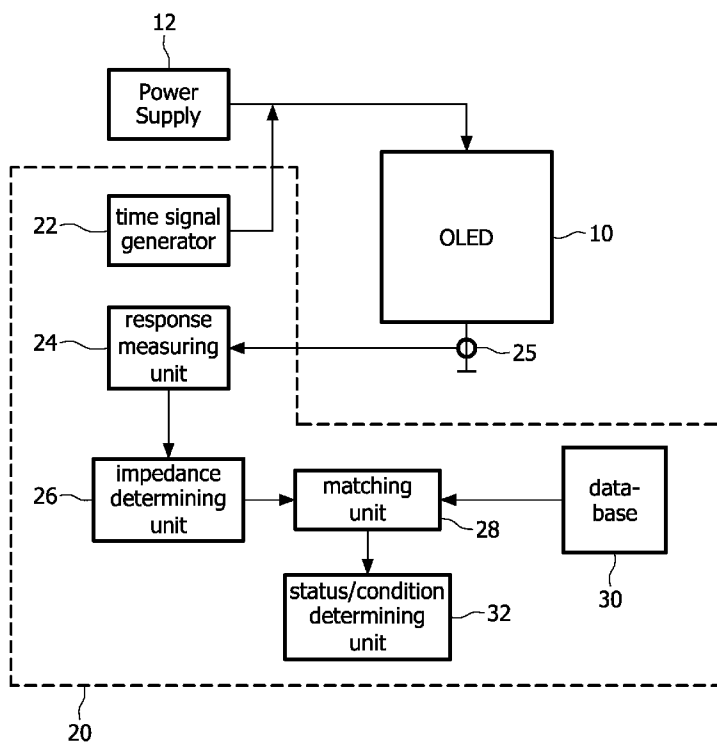 12
Power
Supply
22
time signal
generator
OLED
10
24
response
measuring
unit
25
26
impedance
determining
unit
matching
unit
28
data-
base
30
status/condition
determining
unit
32
20